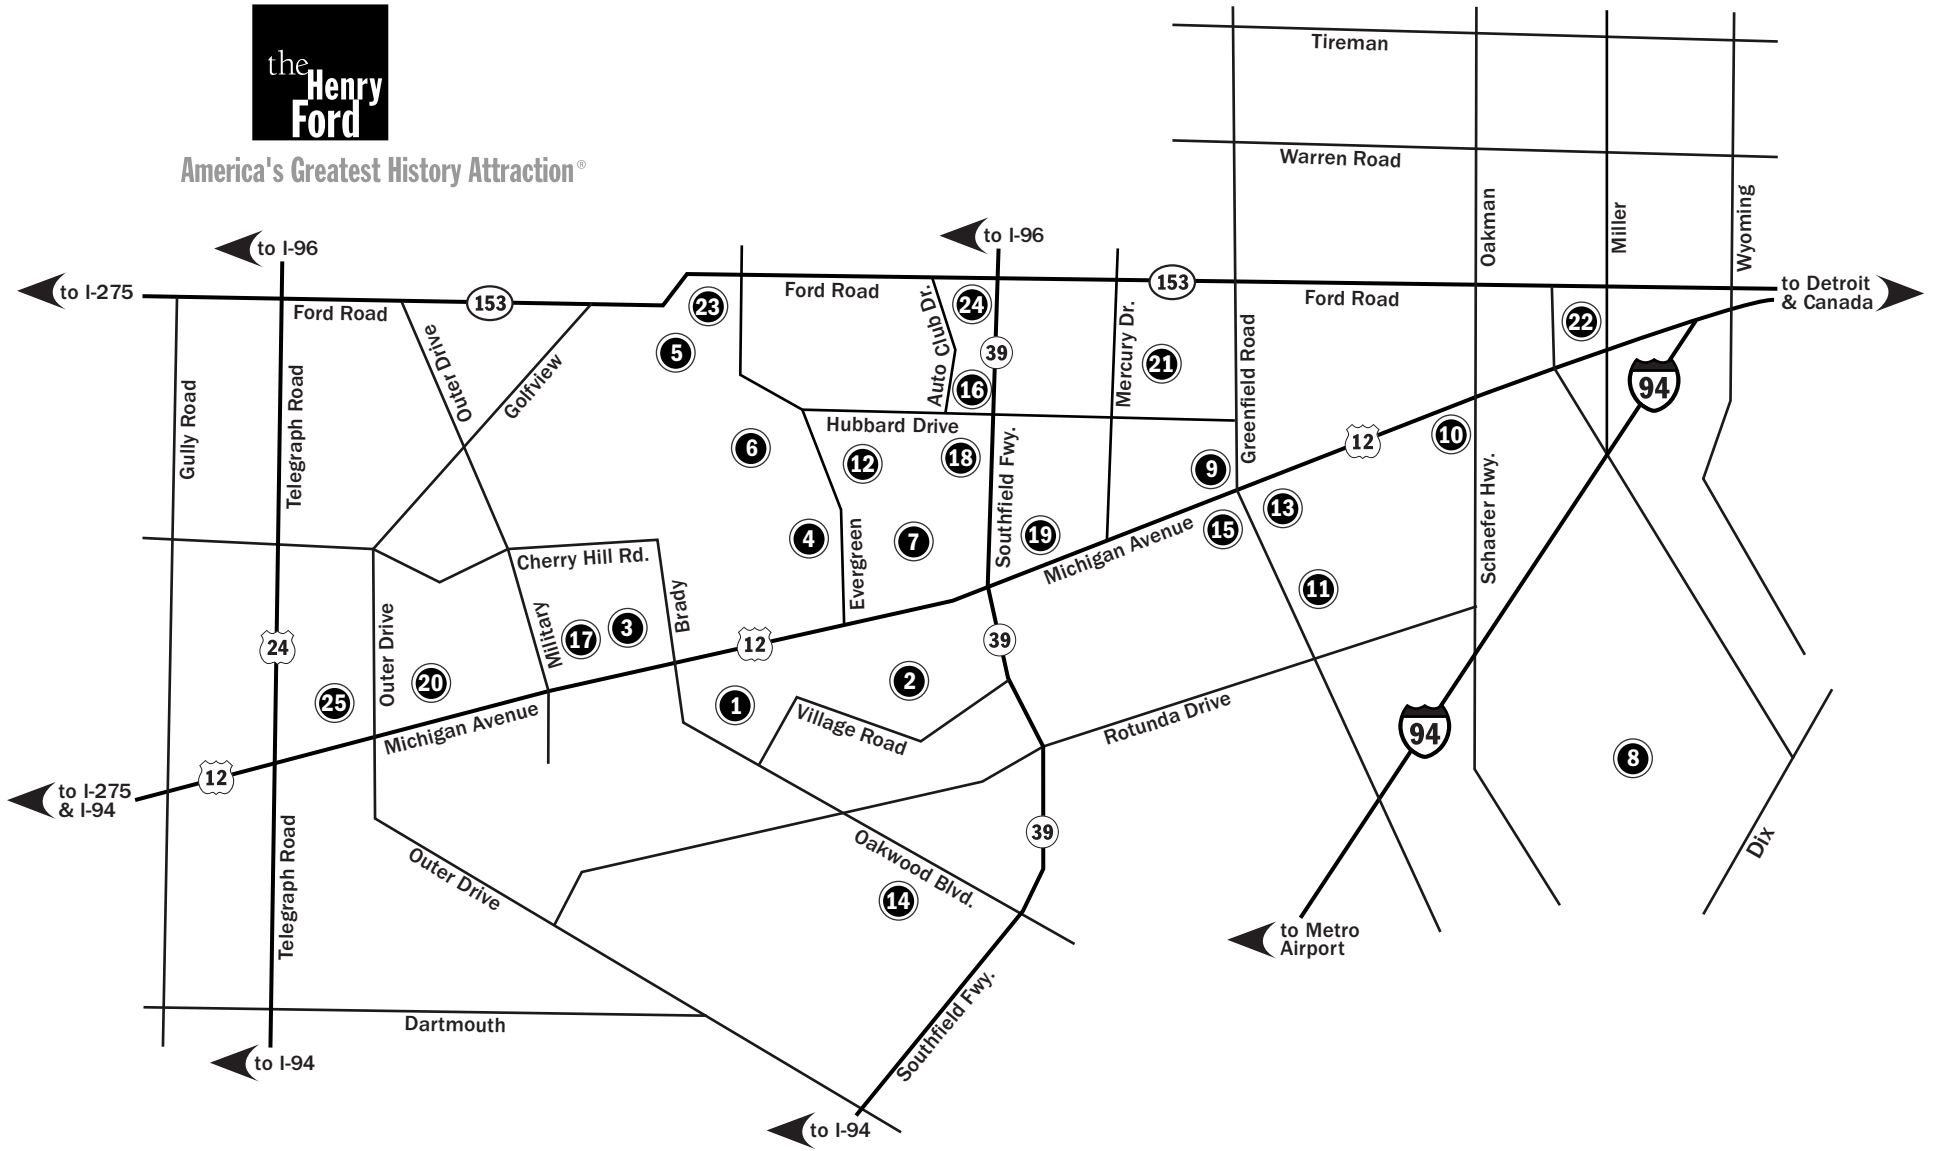 the
Henry
Ford
America's Greatest History Attraction®
Tireman
Warren Road
Oakman
Miller
Wyoming
to I-96
to I-96
to I-275
to Detroit
& Canada
Ford Road
153
Ford Road
153
Ford Road
23
24
22
5
39
16
21
94
Gully Road
Telegraph Road
Outer Drive
Golfview
Auto Club Dr.
Mercury Dr.
Greenfield Road
Hubbard Drive
6
12
18
9
12
10
Southfield Fwy.
4
7
19
15
13
11
Evergreen
Michigan Avenue
Schaefer Hwy.
Cherry Hill Rd.
Brady
Military
17
3
24
12
39
25
Outer Drive
20
1
2
Village Road
Michigan Avenue
Rotunda Drive
94
8
12
to I-275
& I-94
39
Dix
Telegraph Road
Outer Drive
Oakwood Blvd.
14
to Metro
Airport
Southfield Fwy.
Dartmouth
to I-94
to I-94